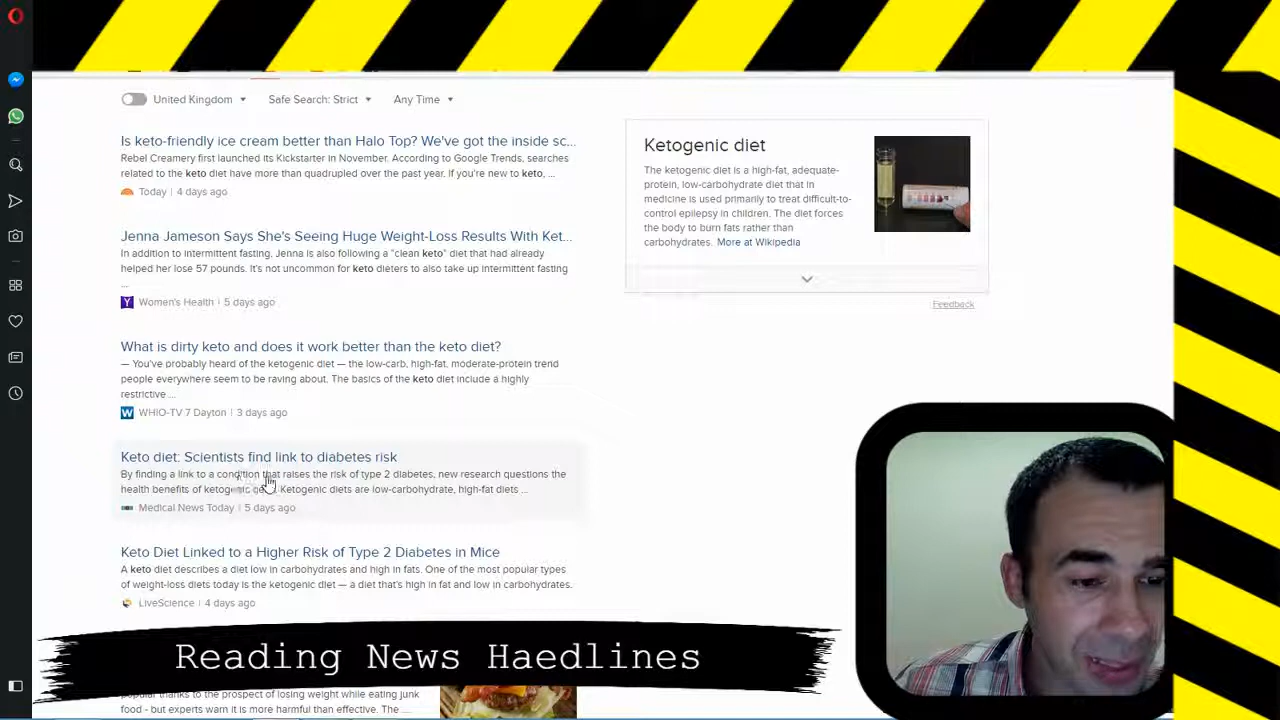 United Kingdom
Safe Search: Strict
Any Time
Is keto-friendly ice cream better than Halo Top? We've got the inside sc...
Rebel Creamery first launched its Kickstarter in November. According to Google Trends, searches
related to the keto diet have more than quadrupled over the past year. If you're new to keto, ...
Today | 4 days ago
Jenna Jameson Says She's Seeing Huge Weight-Loss Results With Ket...
In addition to intermittent fasting, Jenna is also following a "clean keto" diet that had already
helped her lose 57 pounds. It's not uncommon for keto dieters to also take up intermittent fasting
...
Women's Health | 5 days ago
What is dirty keto and does it work better than the keto diet?
— You've probably heard of the ketogenic diet — the low-carb, high-fat, moderate-protein trend
people everywhere seem to be raving about. The basics of the keto diet include a highly
restrictive ...
WHIO-TV 7 Dayton | 3 days ago
Keto diet: Scientists find link to diabetes risk
By finding a link to a condition that raises the risk of type 2 diabetes, new research questions the
health benefits of Ketogenic diets are low-carbohydrate, high-fat diets ...
Medical News Today | 5 days ago
Keto Diet Linked to a Higher Risk of Type 2 Diabetes in Mice
A keto diet describes a diet low in carbohydrates and high in fats. One of the most popular types
of weight-loss diets today is the ketogenic diet — a diet that's high in fat and low in carbohydrates.
LiveScience | 4 days ago
popular thanks to the prospect of losing weight while eating junk
food - but experts warn it is more harmful than effective. The ...
Ketogenic diet
The ketogenic diet is a high-fat, adequate-
protein, low-carbohydrate diet that in
medicine is used primarily to treat difficult-to-
control epilepsy in children. The diet forces
the body to burn fats rather than
carbohydrates. More at Wikipedia
Feedback
Reading News Haedlines